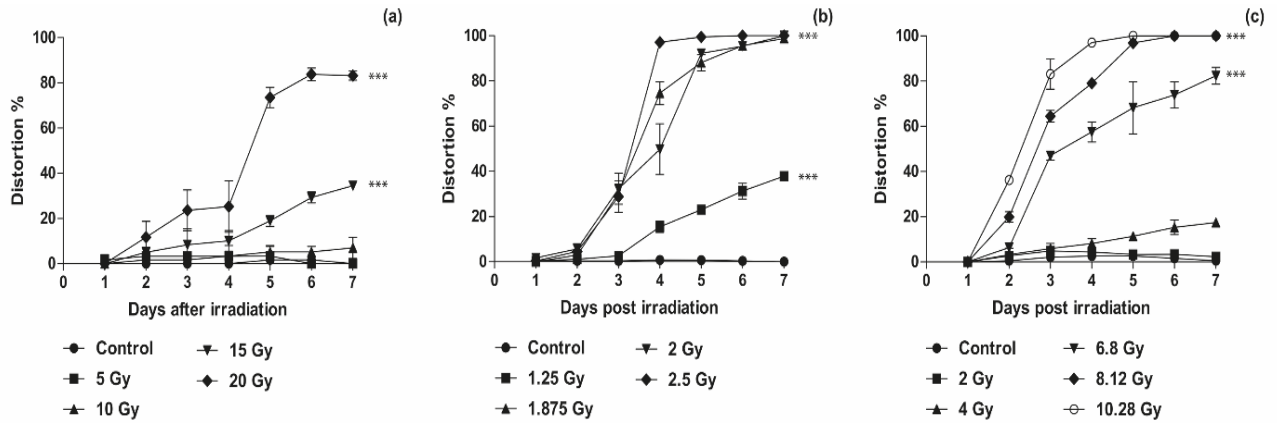 (a)
100
80
60
40
20
0
Distortion %
***
***
0 1 2 3 4 5 6 7
Days after irradiation
Control
5 Gy
10 Gy
15 Gy
20 Gy
(b)
100
80
60
40
20
0
Distortion %
***
***
0 1 2 3 4 5 6 7
Days post irradiation
Control
1.25 Gy
1.875 Gy
2 Gy
2.5 Gy
(c)
100
80
60
40
20
0
Distortion %
***
***
0 1 2 3 4 5 6 7
Days post irradiation
Control
2 Gy
4 Gy
6.8 Gy
8.12 Gy
10.28 Gy